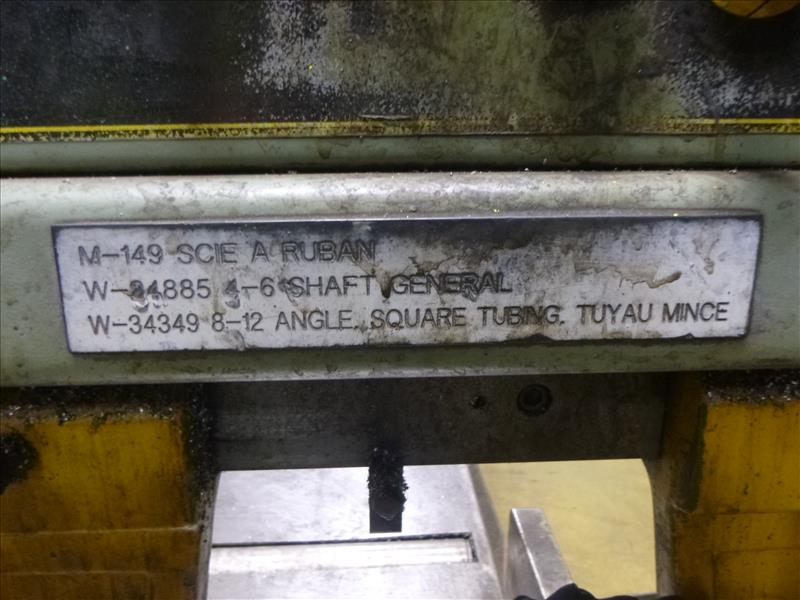 M-149 SCIE A RUBAN
W-34885 4-6 SHAFT GENERAL
W-34349 8-12 ANGLE, SQUARE TUBING, TUYAU MINCE